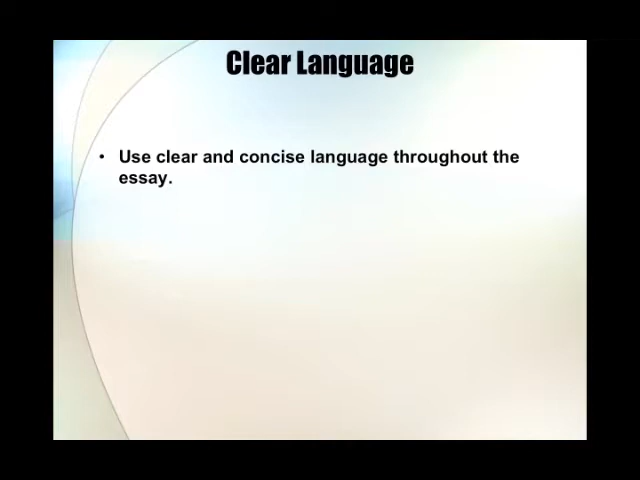 Clear Language
• Use clear and concise language throughout the
essay.